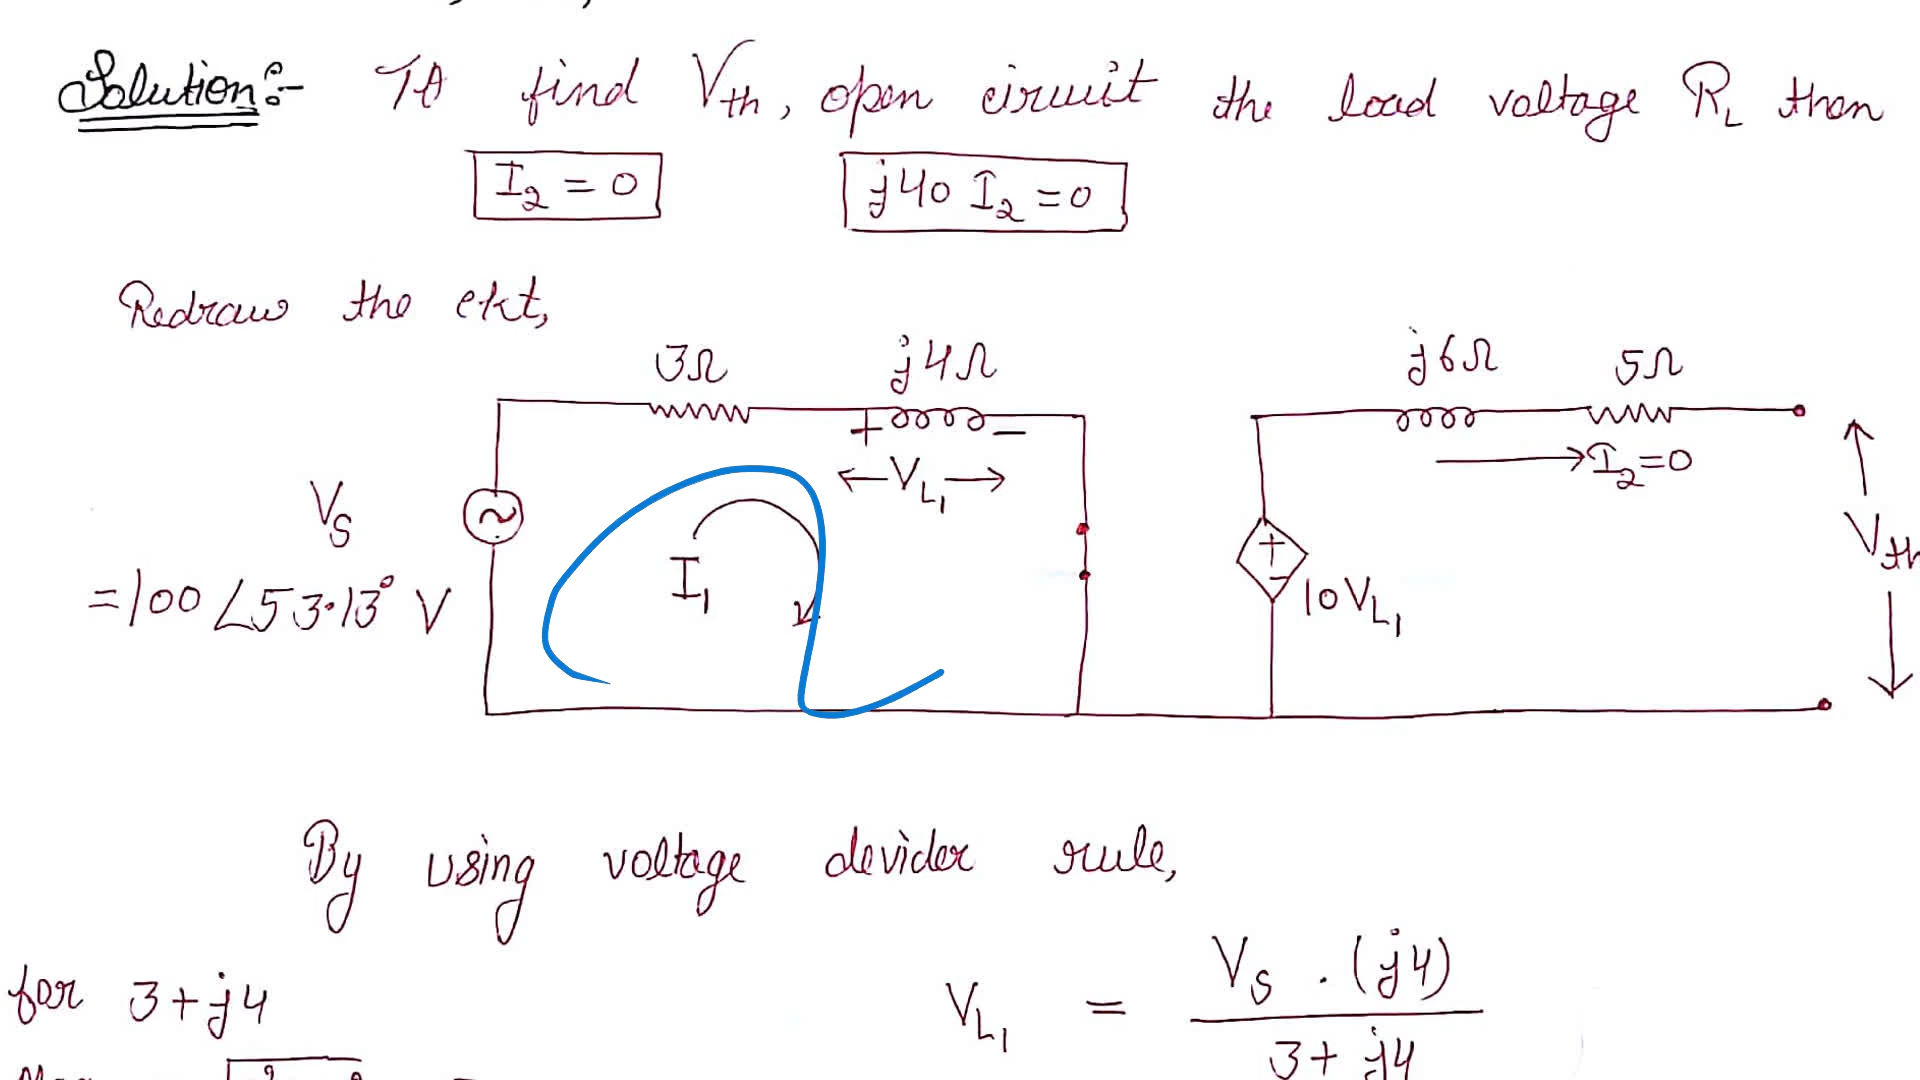 Solution:- To find Vth, open circuit the load voltage RL then
I2 = 0
j40 I2 = 0
Redraw the ckt,
3Ω
j4Ω
j6Ω
5Ω
+
-
←VL1→
I2=0
VS
=100∠53.13° V
I1
+
-
10VL1
Vth
By using voltage devider rule,
for 3+j4
VL1 = VS . (j4)
3+ j4